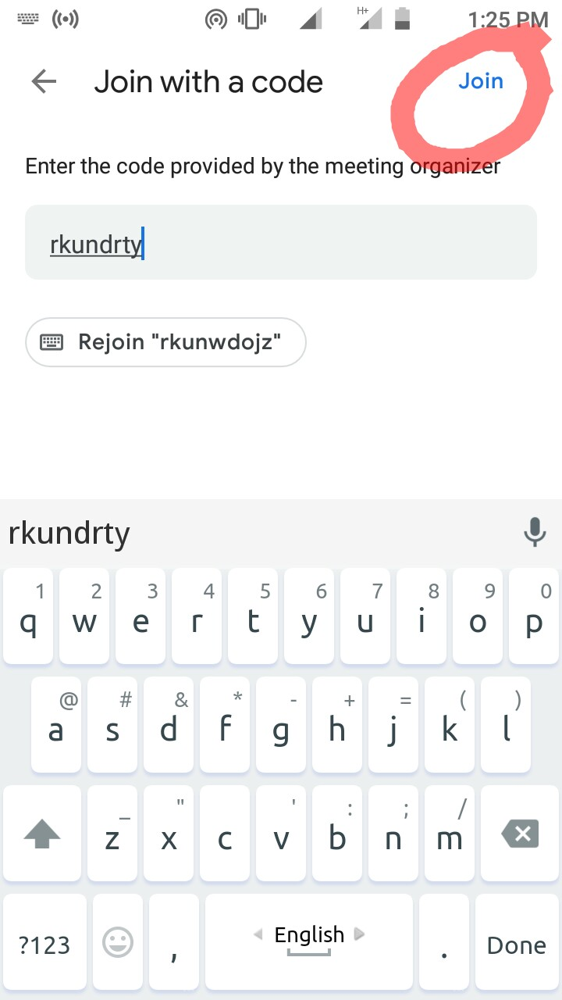 H+ 1:25 PM
Join with a code Join
Enter the code provided by the meeting organizer
rkundrty
Rejoin "rkunwdojz"
rkundrty
1 2 3 4 5 6 7 8 9 0
q w e r t y u i o p
@ # & * - + = ( )
a s d f g h j k l
_ " ' : ; /
z x c v b n m
?123 , English . Done